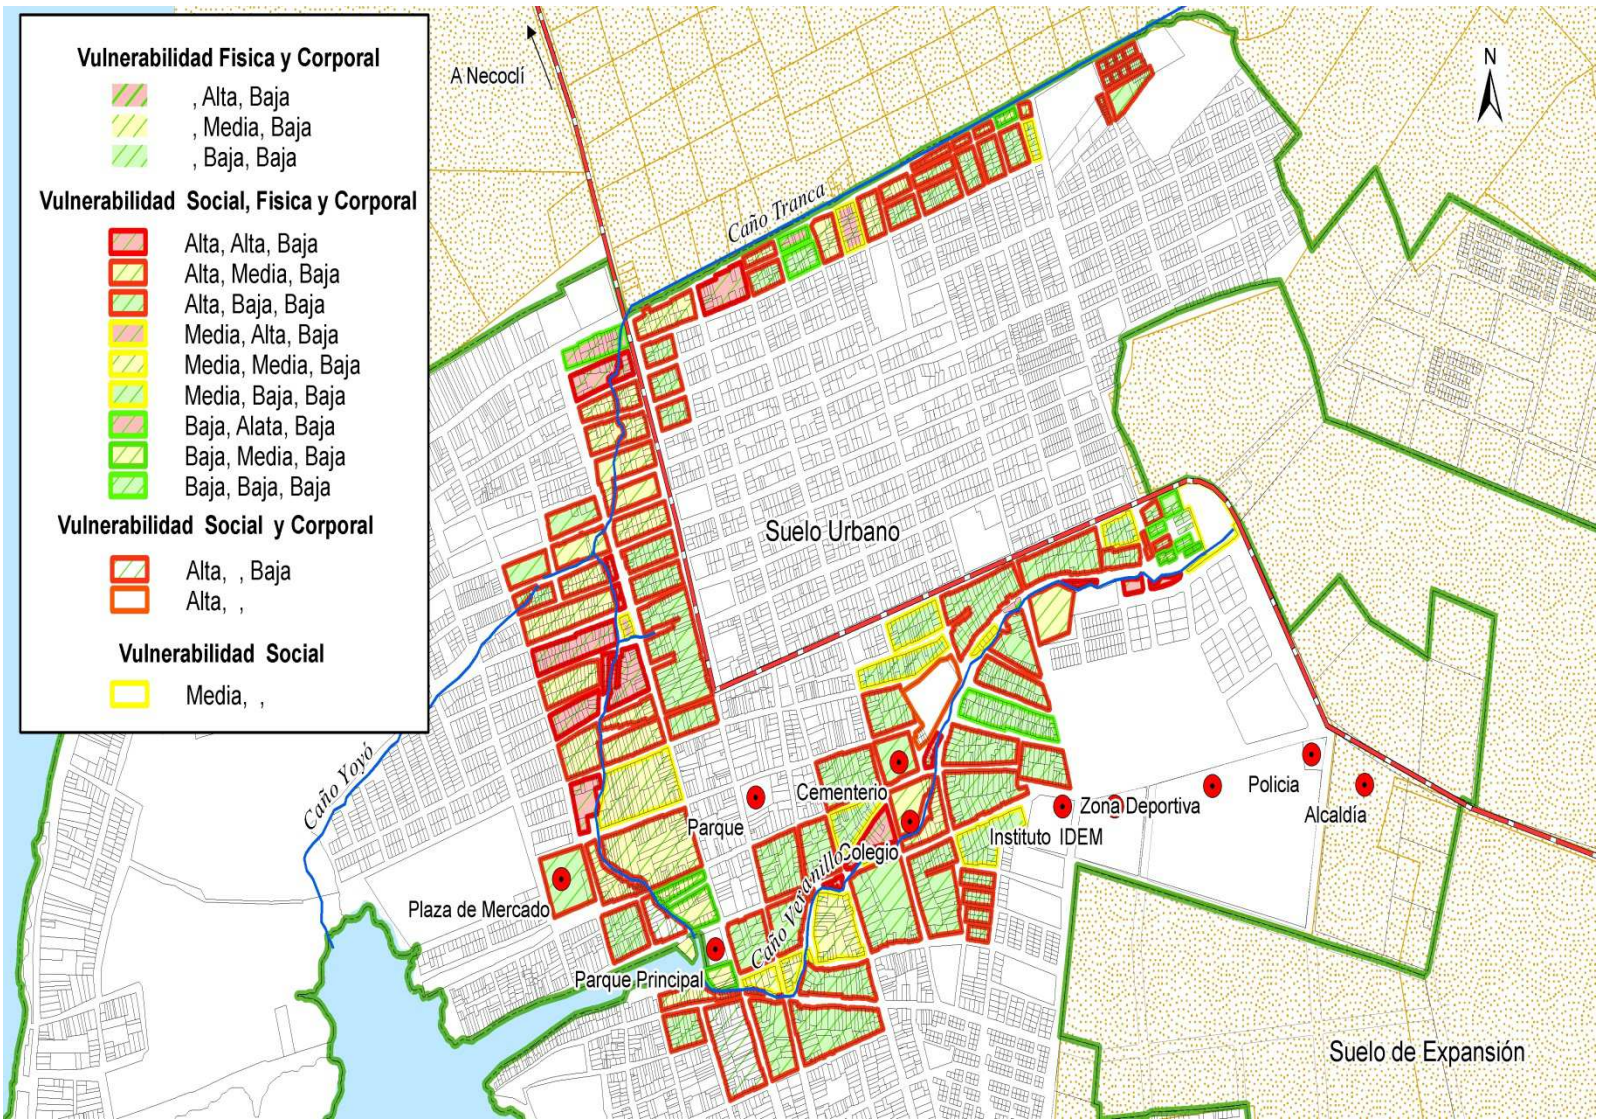 Vulnerabilidad Fisica y Corporal
, Alta, Baja
, Media, Baja
, Baja, Baja
Vulnerabilidad Social, Fisica y Corporal
Alta, Alta, Baja
Alta, Media, Baja
Alta, Baja, Baja
Media, Alta, Baja
Media, Media, Baja
Media, Baja, Baja
Baja, Alata, Baja
Baja, Media, Baja
Baja, Baja, Baja
Vulnerabilidad Social y Corporal
Alta, , Baja
Alta, ,
Vulnerabilidad Social
Media, ,
A Necoclí
N
Caño Tranca
Suelo Urbano
Caño Yoyó
Cementerio
Parque
Colegio
Instituto IDEM
Zona Deportiva
Policia
Alcaldía
Plaza de Mercado
Caño Veranillo
Parque Principal
Suelo de Expansión